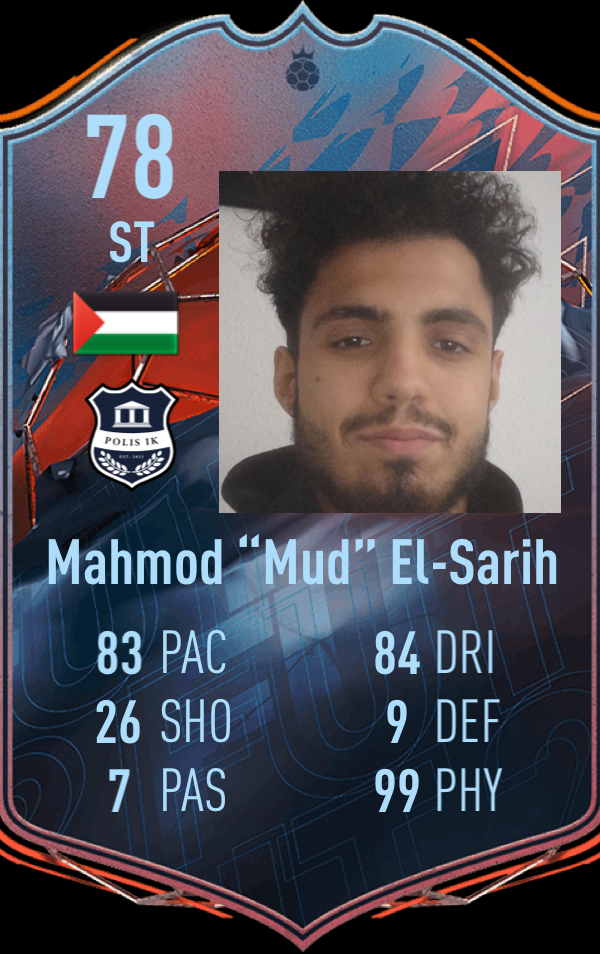 78
ST
POLIS IK
EST. 2021
Mahmod “Mud” El-Sarih
83 PAC
84 DRI
26 SHO
9 DEF
7 PAS
99 PHY